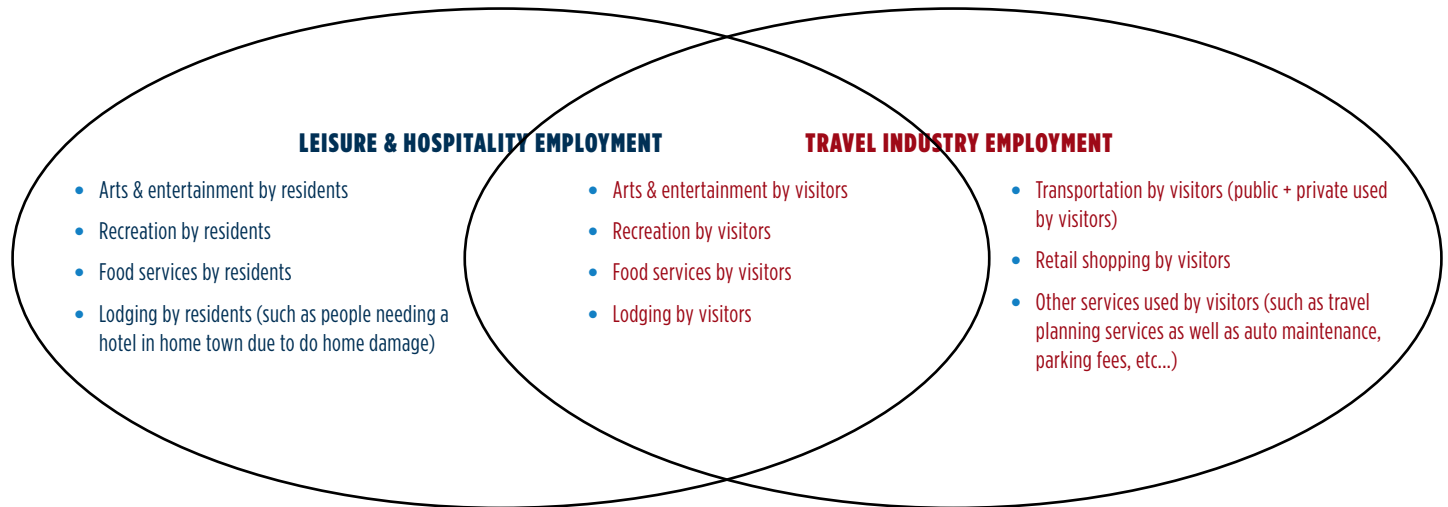 LEISURE & HOSPITALITY EMPLOYMENT
• Arts & entertainment by residents
• Recreation by residents
• Food services by residents
• Lodging by residents (such as people needing a
hotel in home town due to do home damage)
TRAVEL INDUSTRY EMPLOYMENT
• Arts & entertainment by visitors
• Recreation by visitors
• Food services by visitors
• Lodging by visitors
• Transportation by visitors (public + private used
by visitors)
• Retail shopping by visitors
• Other services used by visitors (such as travel
planning services as well as auto maintenance,
parking fees, etc...)